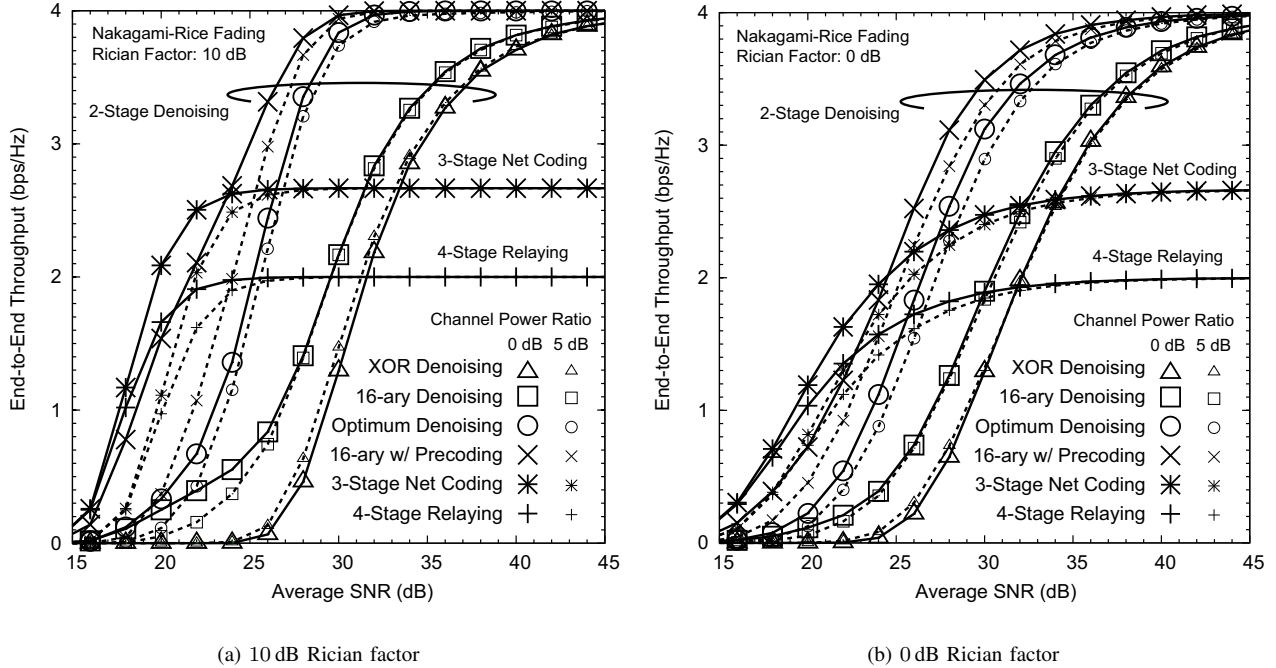 Nakagami-Rice Fading
Rician Factor: 10 dB
2-Stage Denoising
3-Stage Net Coding
4-Stage Relaying
Channel Power Ratio
0 dB 5 dB
XOR Denoising
16-ary Denoising
Optimum Denoising
16-ary w/ Precoding
3-Stage Net Coding
4-Stage Relaying
End-to-End Throughput (bps/Hz)
4
3
2
1
0
15 20 25 30 35 40 45
Average SNR (dB)
(a) 10 dB Rician factor
Nakagami-Rice Fading
Rician Factor: 0 dB
2-Stage Denoising
3-Stage Net Coding
4-Stage Relaying
Channel Power Ratio
0 dB 5 dB
XOR Denoising
16-ary Denoising
Optimum Denoising
16-ary w/ Precoding
3-Stage Net Coding
4-Stage Relaying
End-to-End Throughput (bps/Hz)
4
3
2
1
0
15 20 25 30 35 40 45
Average SNR (dB)
(b) 0 dB Rician factor